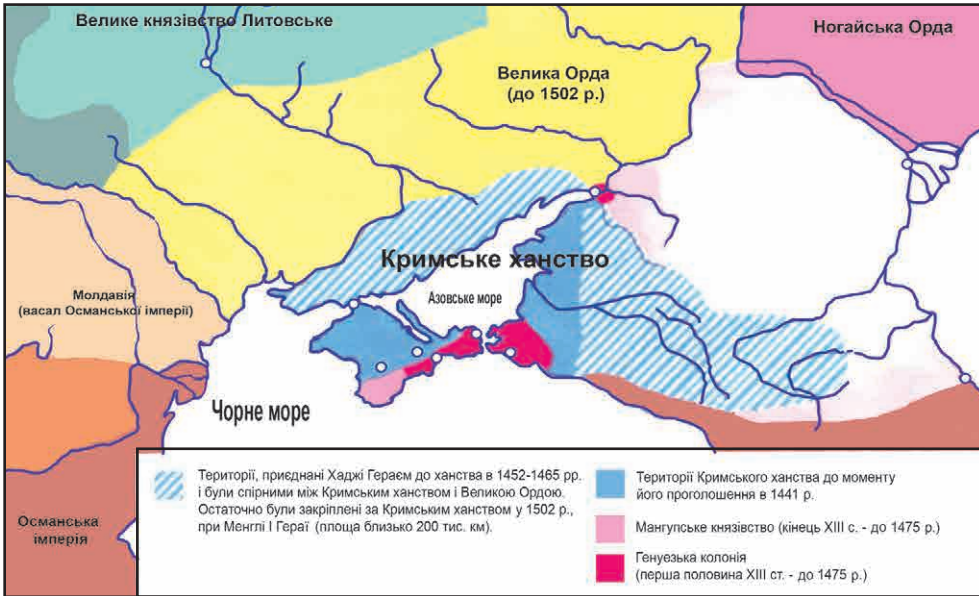 Велике князівство Литовське
Ногайська Орда
Велика Орда
(до 1502 р.)
Кримське ханство
Азовське море
Молдавія
(васал Османської імперії)
Чорне море
Османська
імперія
Території, приєднані Хаджі Гераєм до ханства в 1452-1465 рр.
і були спірними між Кримським ханством і Великою Ордою.
Остаточно були закріплені за Кримським ханством у 1502 р.,
при Менглі І Гераї (площа близько 200 тис. км).
Території Кримського ханства до моменту
його проголошення в 1441 р.
Мангупське князівство (кінець XIII с. - до 1475 р.)
Генуезька колонія
(перша половина XIII ст. - до 1475 р.)